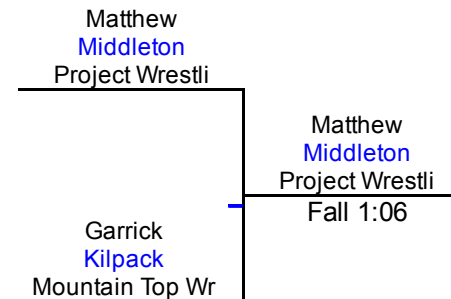 Matthew
Middleton
Project Wrestli
Matthew
Middleton
Project Wrestli
Fall 1:06
Garrick
Kilpack
Mountain Top Wr